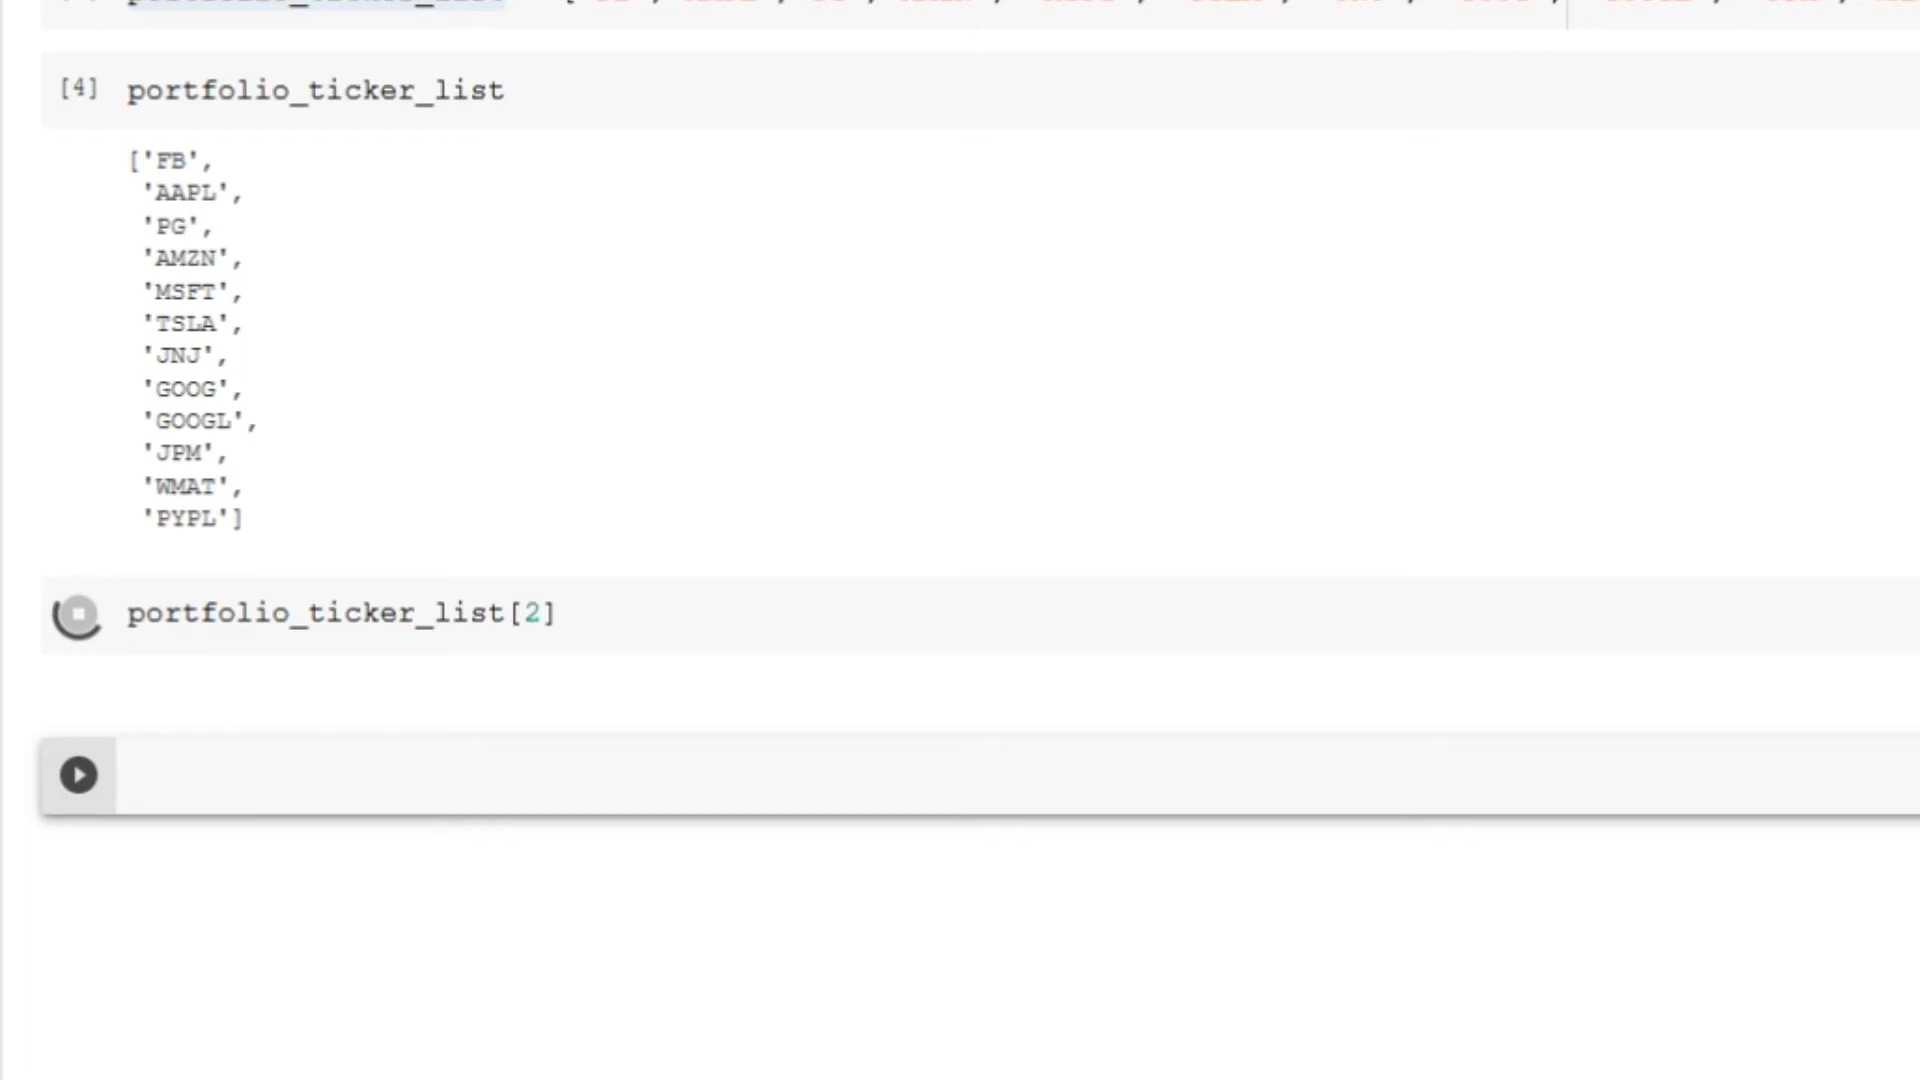 [4] portfolio_ticker_list
['FB',
'AAPL',
'PG',
'AMZN',
'MSFT',
'TSLA',
'JNJ',
'GOOG',
'GOOGL',
'JPM',
'WMAT',
'PYPL']
portfolio_ticker_list[2]